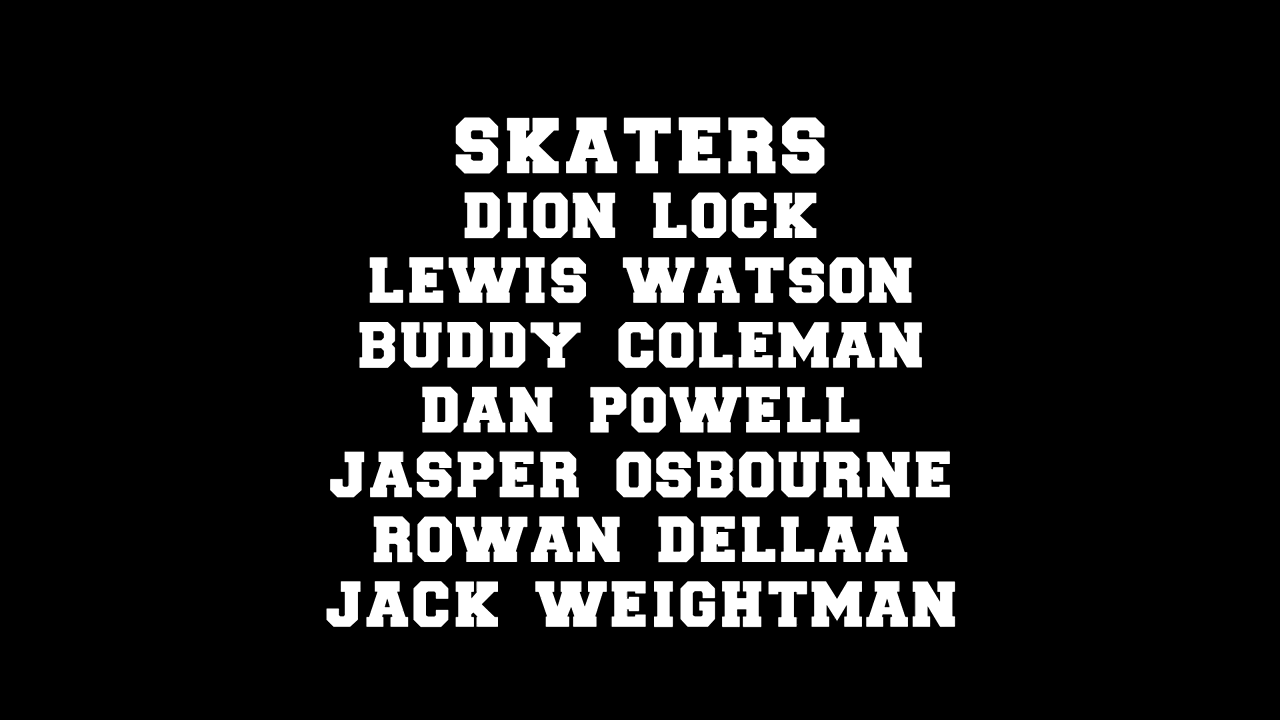 SKATERS
DION LOCK
LEWIS WATSON
BUDDY COLEMAN
DAN POWELL
JASPER OSBOURNE
ROWAN DELLAA
JACK WEIGHTMAN